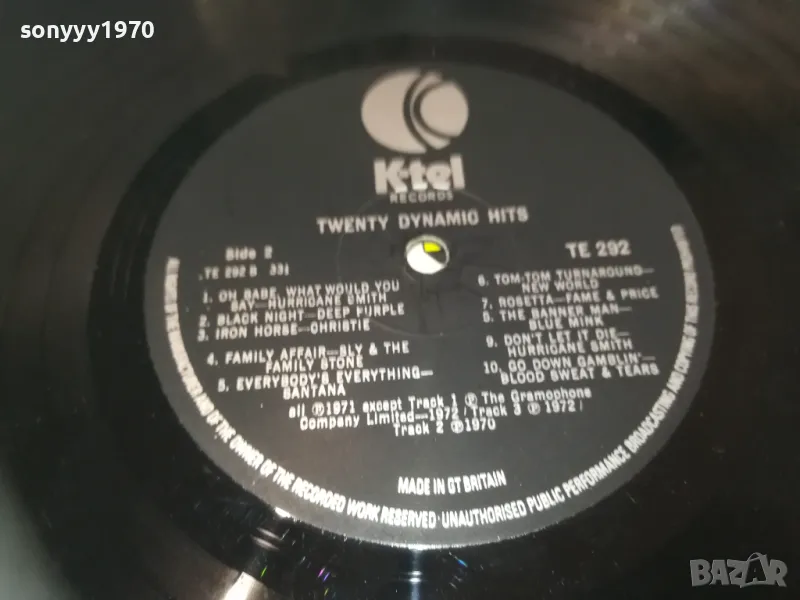 sonyyy1970
K-tel
RECORDS
TWENTY DYNAMIC HITS
Side 2
TE 292 B 331
TE 292
1. OH BABE, WHAT WOULD YOU
SAY—HURRICANE SMITH
2. BLACK NIGHT—DEEP PURPLE
3. IRON HORSE—CHRISTIE
4. FAMILY AFFAIR—SLY & THE
FAMILY STONE
5. EVERYBODY'S EVERYTHING—
SANTANA
6. TOM-TOM TURNAROUND—
NEW WORLD
7. ROSETTA—FAME & PRICE
8. THE BANNER MAN—
BLUE MINK
9. DON'T LET IT DIE—
HURRICANE SMITH
10. GO DOWN GAMBLIN'—
BLOOD SWEAT & TEARS
all ℗1971 except Track 1 ℗ The Gramophone
Company Limited—1972/Track 3 ℗ 1972/
Track 2 ℗1970
MADE IN GT BRITAIN
AND OF THE OWNER OF THE RECORDED WORK RESERVED · UNAUTHORISED PUBLIC PERFORMANCE BROADCASTING AND COPYING OF THIS RECORD PROHIBITED
BAZAR